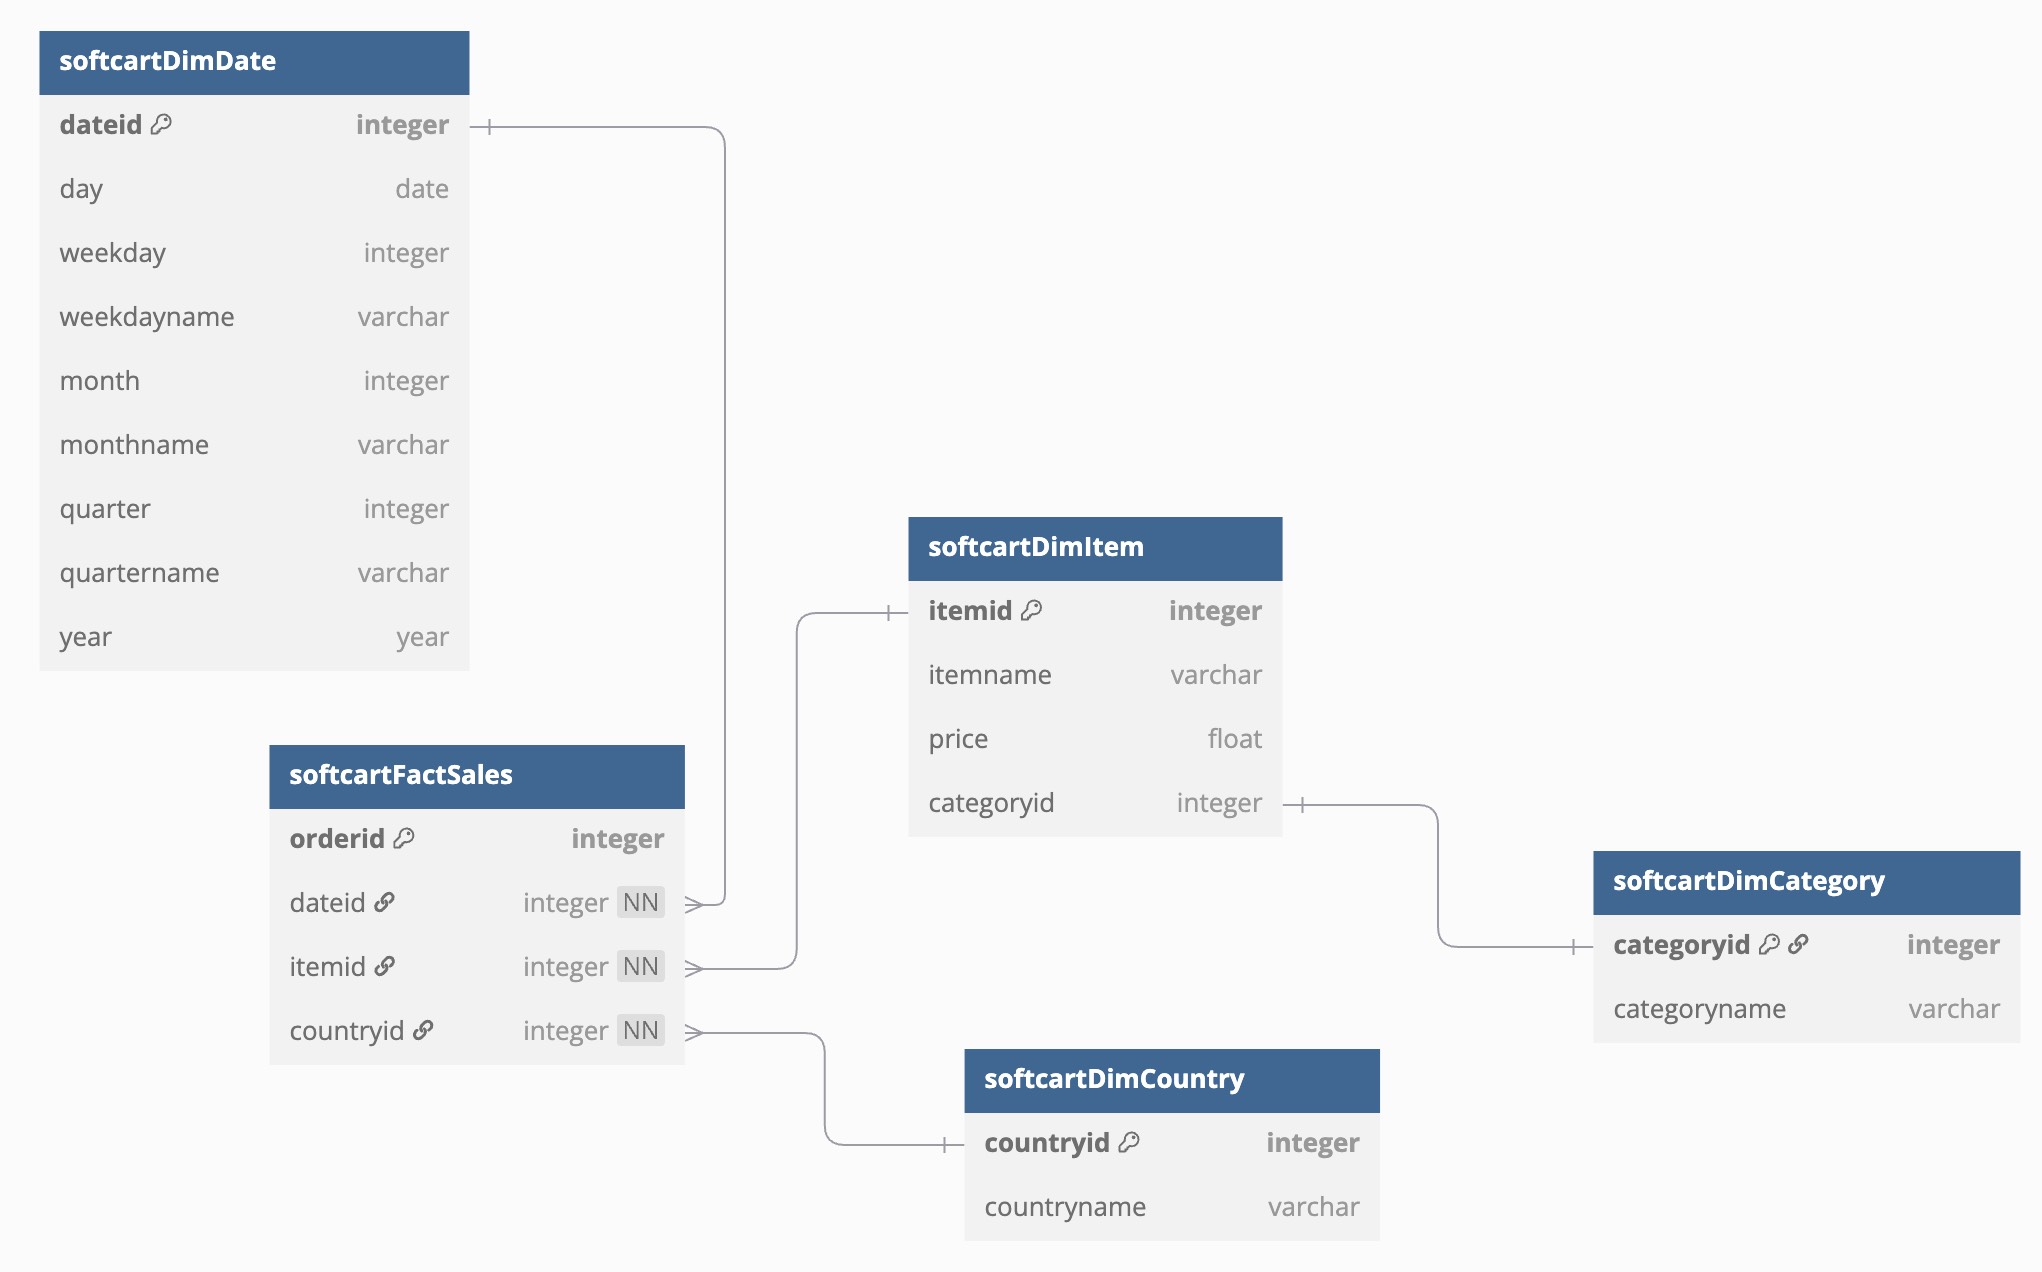 softcartDimDate
dateid integer
day date
weekday integer
weekdayname varchar
month integer
monthname varchar
quarter integer
quartername varchar
year year
softcartFactSales
orderid integer
dateid integer NN
itemid integer NN
countryid integer NN
softcartDimItem
itemid integer
itemname varchar
price float
categoryid integer
softcartDimCategory
categoryid integer
categoryname varchar
softcartDimCountry
countryid integer
countryname varchar